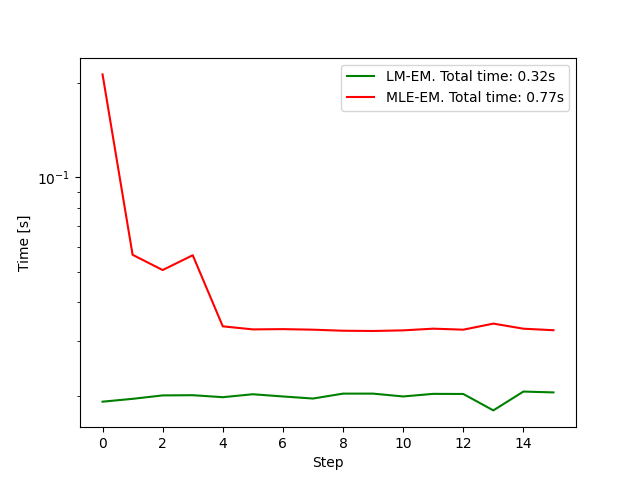 LM-EM. Total time: 0.32s
MLE-EM. Total time: 0.77s
10⁻¹
Time [s]
0 2 4 6 8 10 12 14
Step